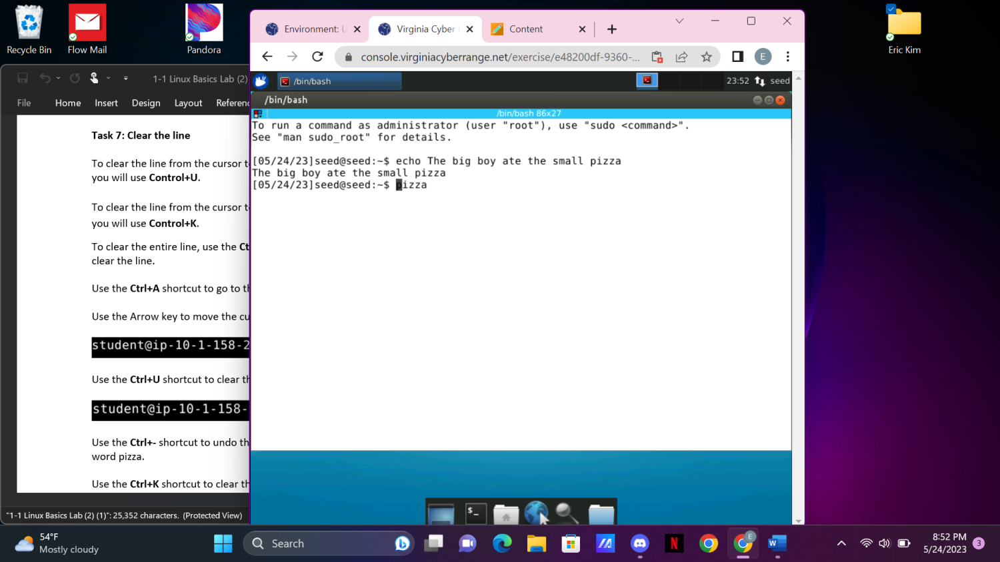 Recycle Bin
Flow Mail
Pandora
Eric Kim
Environment: U
Virginia Cyber
Content
console.virginiacyberrange.net/exercise/e48200df-9360-...
E
1-1 Linux Basics Lab (2)
File Home Insert Design Layout Referenc
/bin/bash
23:52 seed
/bin/bash
/bin/bash 86x27
To run a command as administrator (user "root"), use "sudo <command>".
See "man sudo_root" for details.
[05/24/23]seed@seed:~$ echo The big boy ate the small pizza
The big boy ate the small pizza
[05/24/23]seed@seed:~$ pizza
Task 7: Clear the line
To clear the line from the cursor t
you will use Control+U.
To clear the line from the cursor t
you will use Control+K.
To clear the entire line, use the Ct
clear the line.
Use the Ctrl+A shortcut to go to th
Use the Arrow key to move the cu
student@ip-10-1-158-2
Use the Ctrl+U shortcut to clear th
student@ip-10-1-158-
Use the Ctrl+- shortcut to undo th
word pizza.
Use the Ctrl+K shortcut to clear th
"1-1 Linux Basics Lab (2) (1)": 25,352 characters. (Protected View)
$_
54°F
Mostly cloudy
Search
N
E
W
8:52 PM
5/24/2023
3